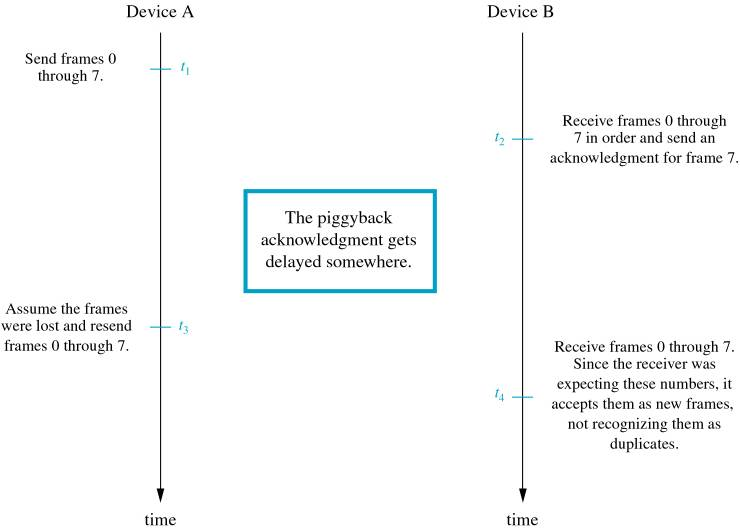 Device A
Device B
Send frames 0
through 7.
t1
Receive frames 0 through
7 in order and send an
acknowledgment for frame 7.
t2
The piggyback
acknowledgment gets
delayed somewhere.
Assume the frames
were lost and resend
frames 0 through 7.
t3
Receive frames 0 through 7.
Since the receiver was
expecting these numbers, it
accepts them as new frames,
not recognizing them as
duplicates.
t4
time
time